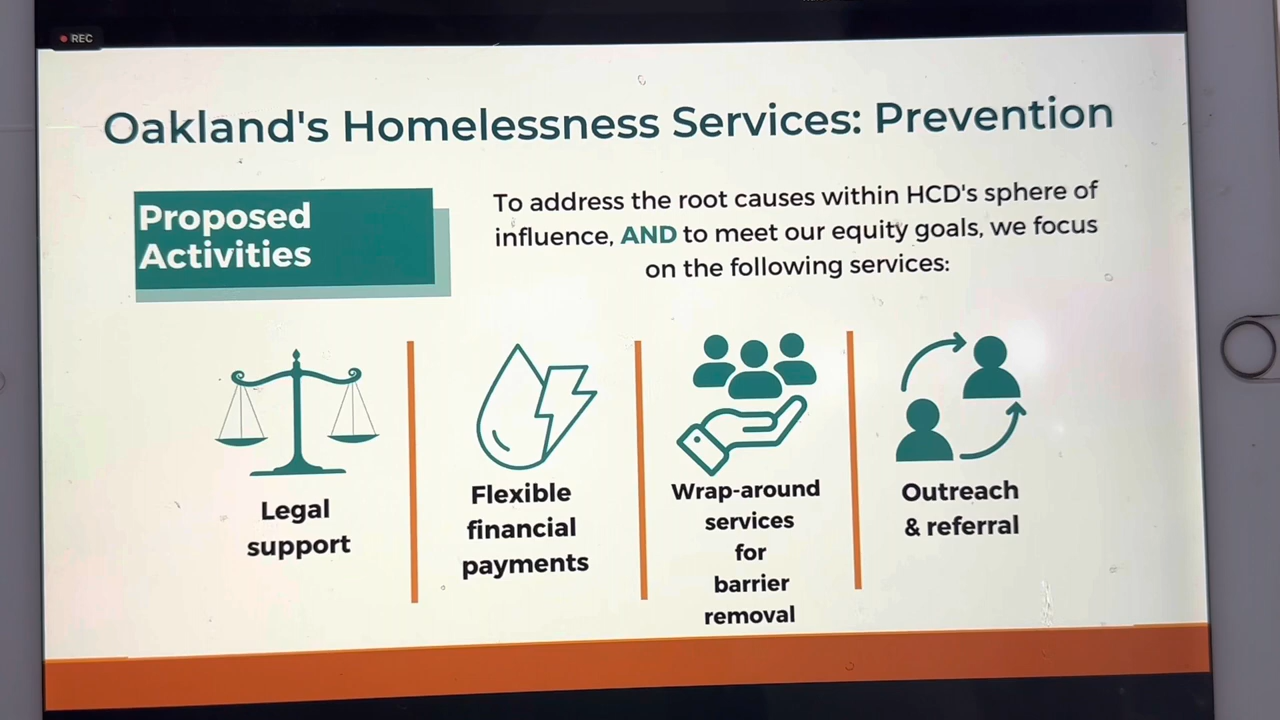 REC
Oakland's Homelessness Services: Prevention
Proposed
Activities
To address the root causes within HCD's sphere of
influence, AND to meet our equity goals, we focus
on the following services:
Legal
support
Flexible
financial
payments
Wrap-around
services
for
barrier
removal
Outreach
& referral